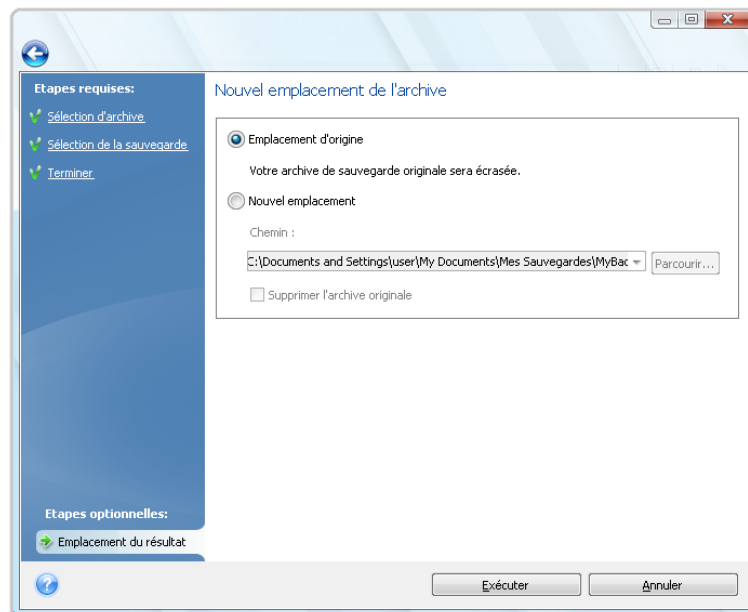 Etapes requises:
Sélection d'archive
Sélection de la sauvegarde
Terminer
Nouvel emplacement de l'archive
Emplacement d'origine
Votre archive de sauvegarde originale sera écrasée.
Nouvel emplacement
Chemin :
C:\Documents and Settings\user\My Documents\Mes Sauvegardes\MyBac
Parcourir...
Supprimer l'archive originale
Etapes optionnelles:
Emplacement du résultat
Exécuter
Annuler